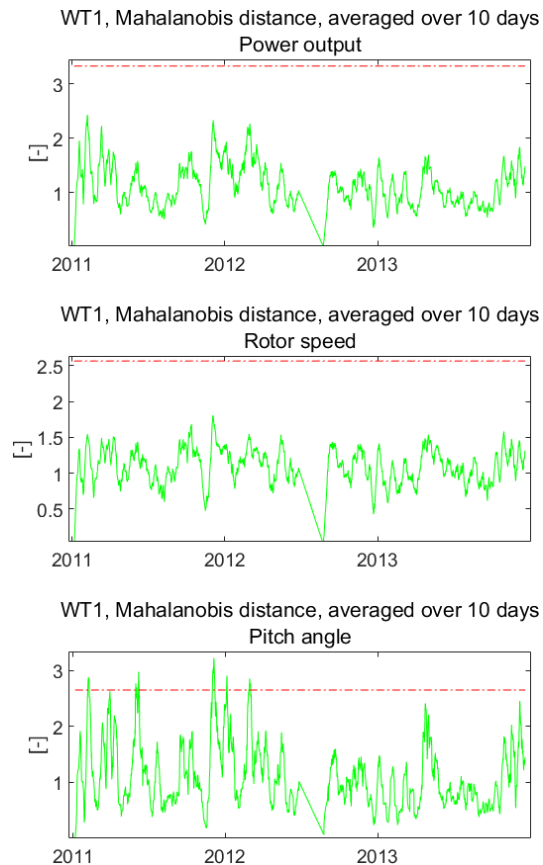 WT1, Mahalanobis distance, averaged over 10 days
Power output
3
2
1
[-]
2011 2012 2013
WT1, Mahalanobis distance, averaged over 10 days
Rotor speed
2.5
2
1.5
1
0.5
[-]
2011 2012 2013
WT1, Mahalanobis distance, averaged over 10 days
Pitch angle
3
2
1
[-]
2011 2012 2013